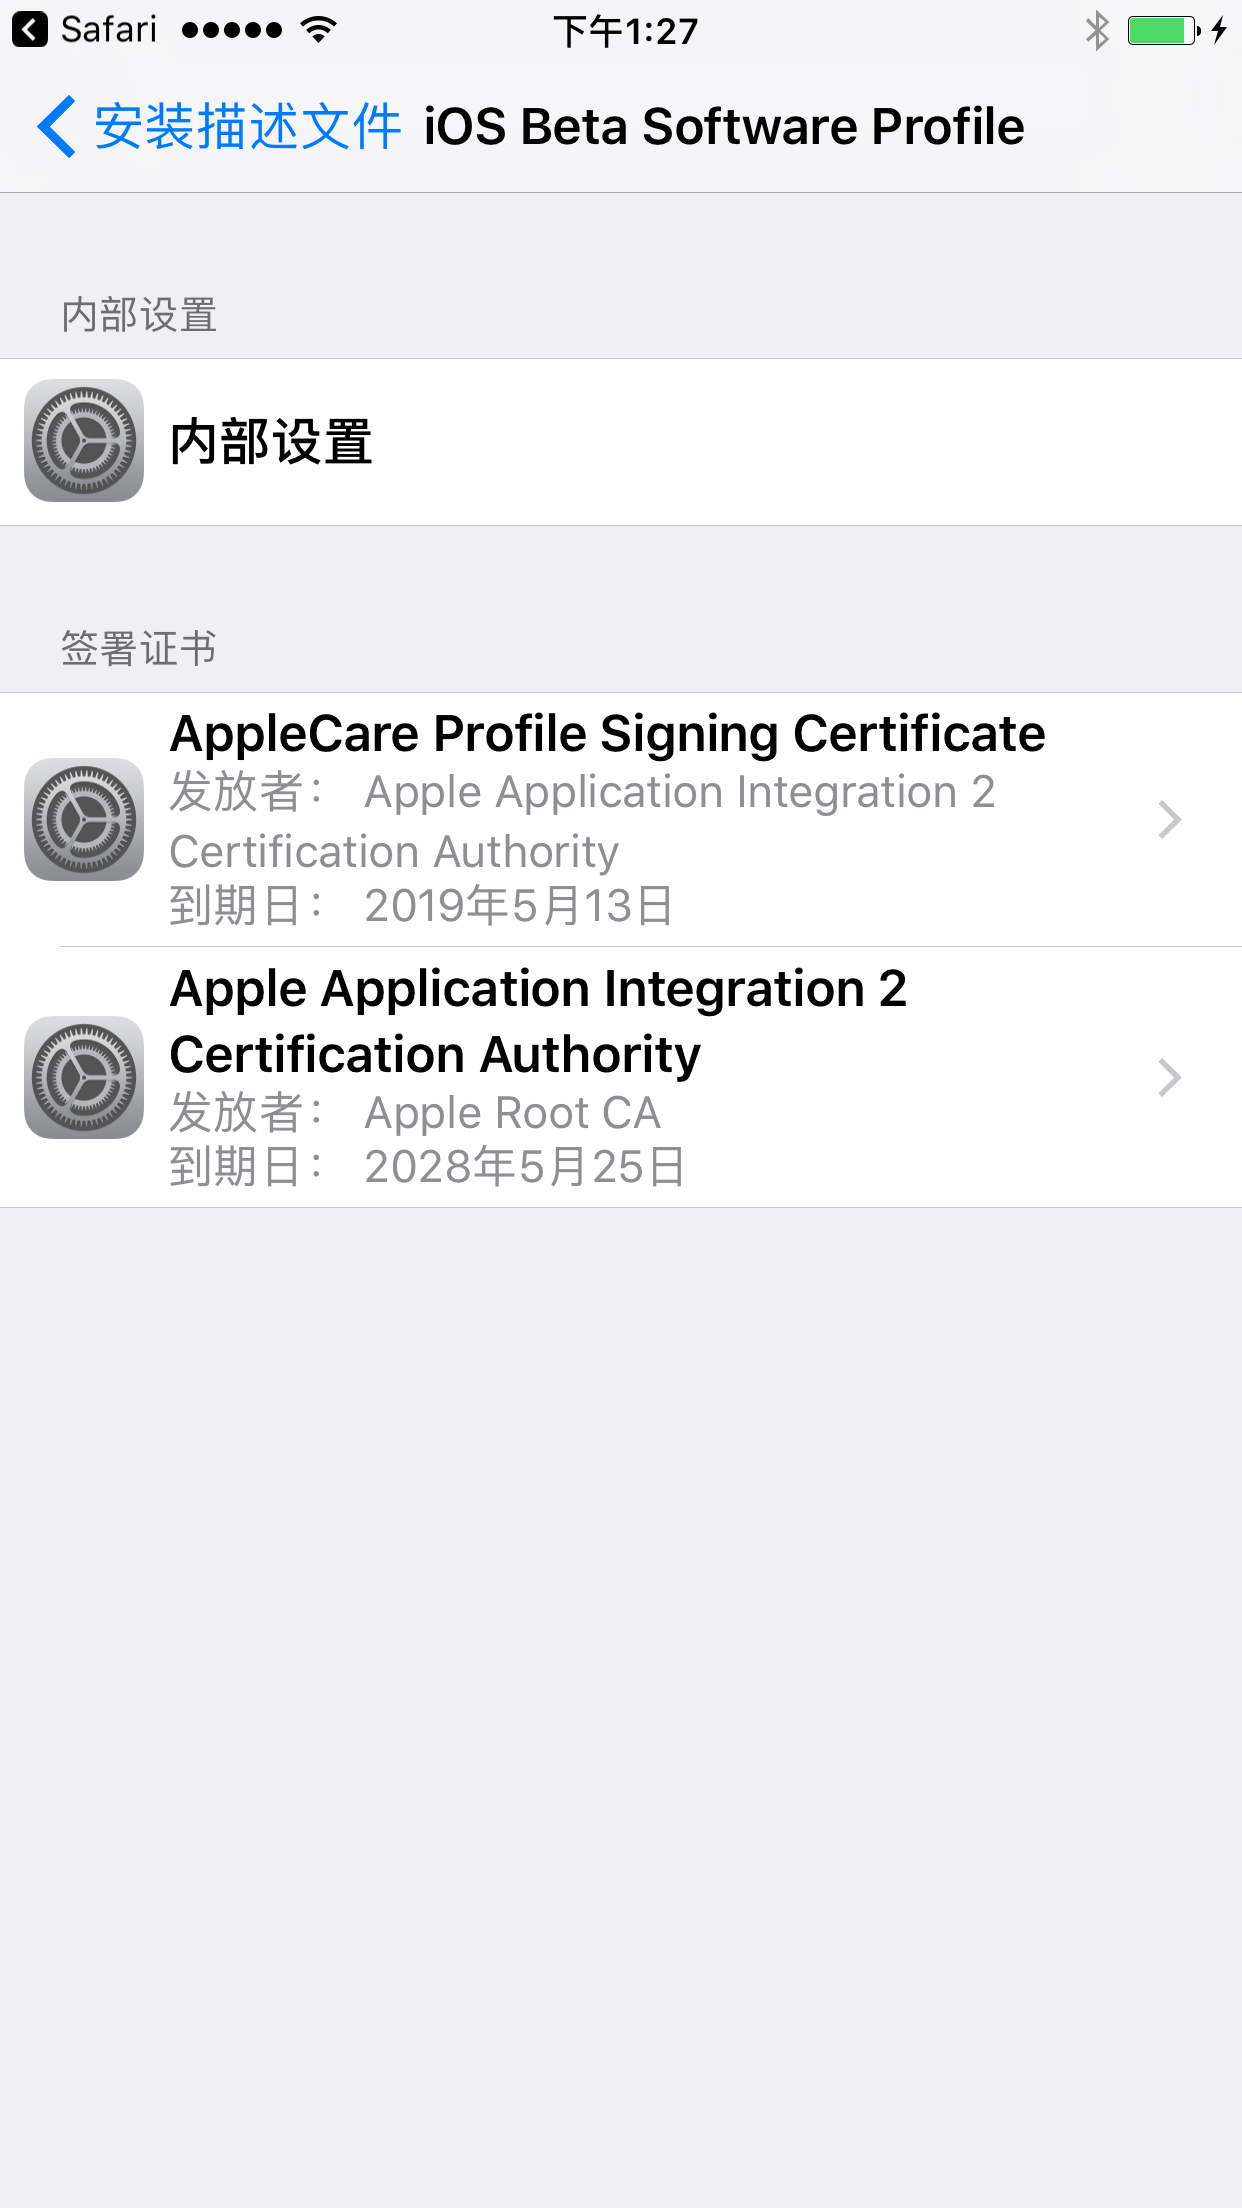 Safari
下午1:27
安装描述文件 iOS Beta Software Profile
内部设置
内部设置
签署证书
AppleCare Profile Signing Certificate
发放者： Apple Application Integration 2
Certification Authority
到期日： 2019年5月13日
Apple Application Integration 2
Certification Authority
发放者： Apple Root CA
到期日： 2028年5月25日